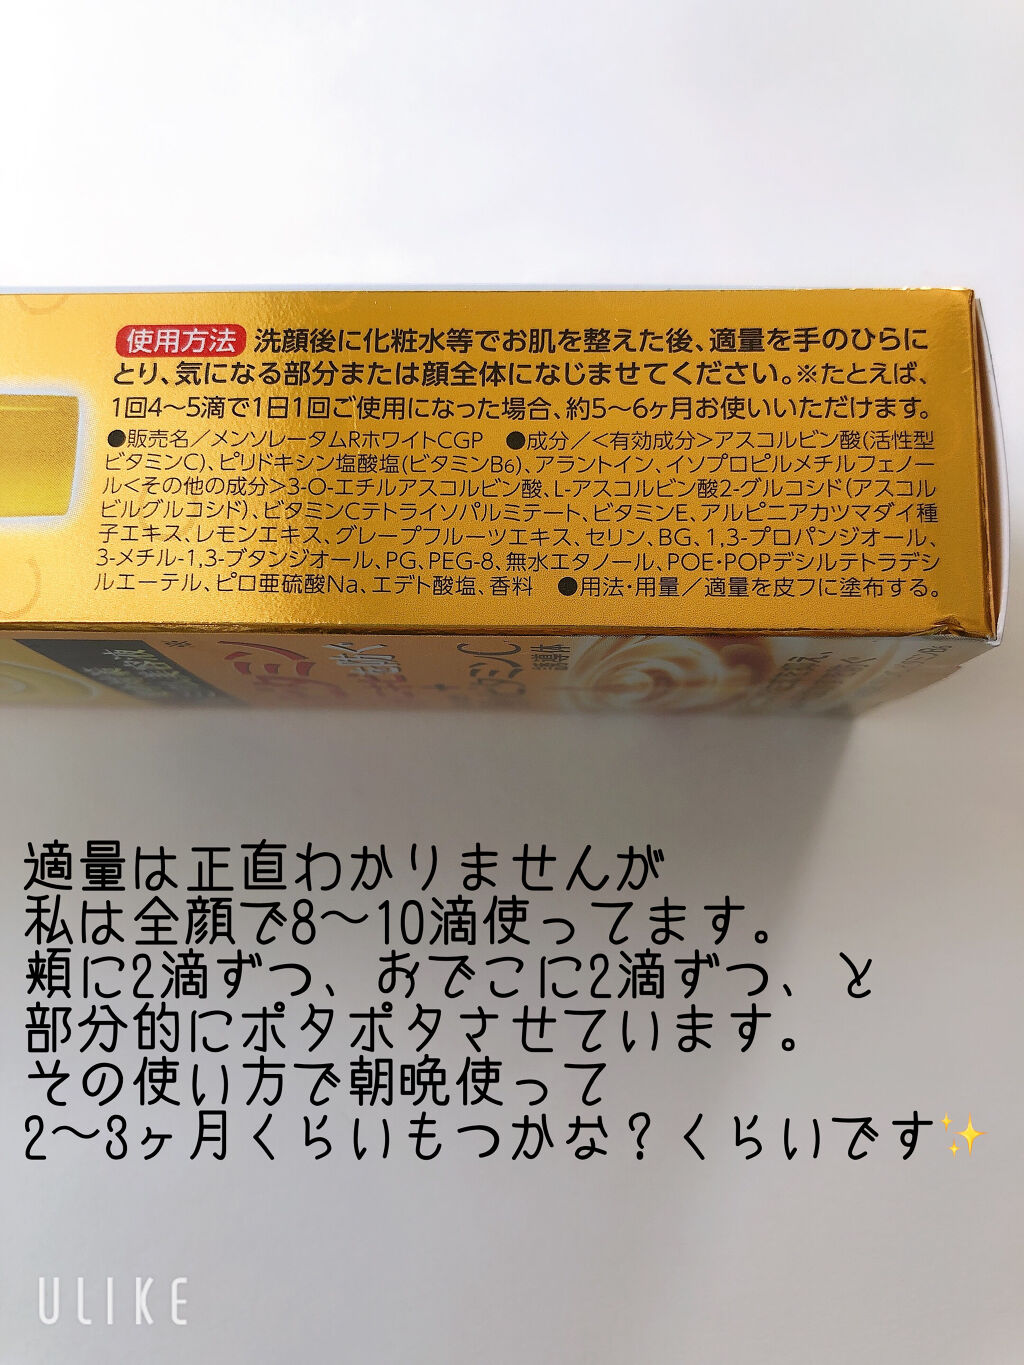 使用方法 洗顔後に化粧水等でお肌を整えた後、適量を手のひらに
とり、気になる部分または顔全体になじませてください。※たとえば、
1回4〜5滴で1日1回ご使用になった場合、約5〜6ヶ月お使いいただけます。
●販売名／メンソレータムRホワイトCGP ●成分／<有効成分>アスコルビン酸(活性型
ビタミンC)、ピリドキシン塩酸塩(ビタミンB6)、アラントイン、イソプロピルメチルフェノー
ル<その他の成分>3-O-エチルアスコルビン酸、L-アスコルビン酸2-グルコシド(アスコル
ビルグルコシド)、ビタミンCテトライソパルミテート、ビタミンE、アルピニアカツマダイ種
子エキス、レモンエキス、グレープフルーツエキス、セリン、BG、1,3-プロパンジオール、
3-メチル-1,3-ブタンジオール、PG、PEG-8、無水エタノール、POE・POPデシルテトラデシ
ルエーテル、ピロ亜硫酸Na、エデト酸塩、香料 ●用法・用量／適量を皮フに塗布する。
適量は正直わかりませんが
私は全顔で8〜10滴使ってます。
頬に2滴ずつ、おでこに2滴ずつ、と
部分的にポタポタさせています。
その使い方で朝晩使って
2〜3ヶ月くらいもつかな？くらいです✨
ULIKE